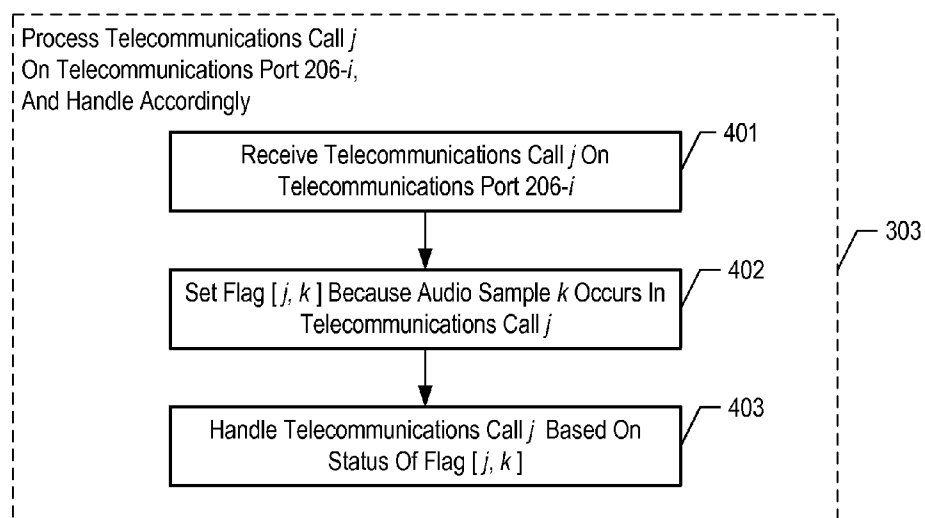 Process Telecommunications Call j
On Telecommunications Port 206-i,
And Handle Accordingly
401
Receive Telecommunications Call j On
Telecommunications Port 206-i
303
402
Set Flag [ j, k ] Because Audio Sample k Occurs In
Telecommunications Call j
403
Handle Telecommunications Call j Based On
Status Of Flag [ j, k ]